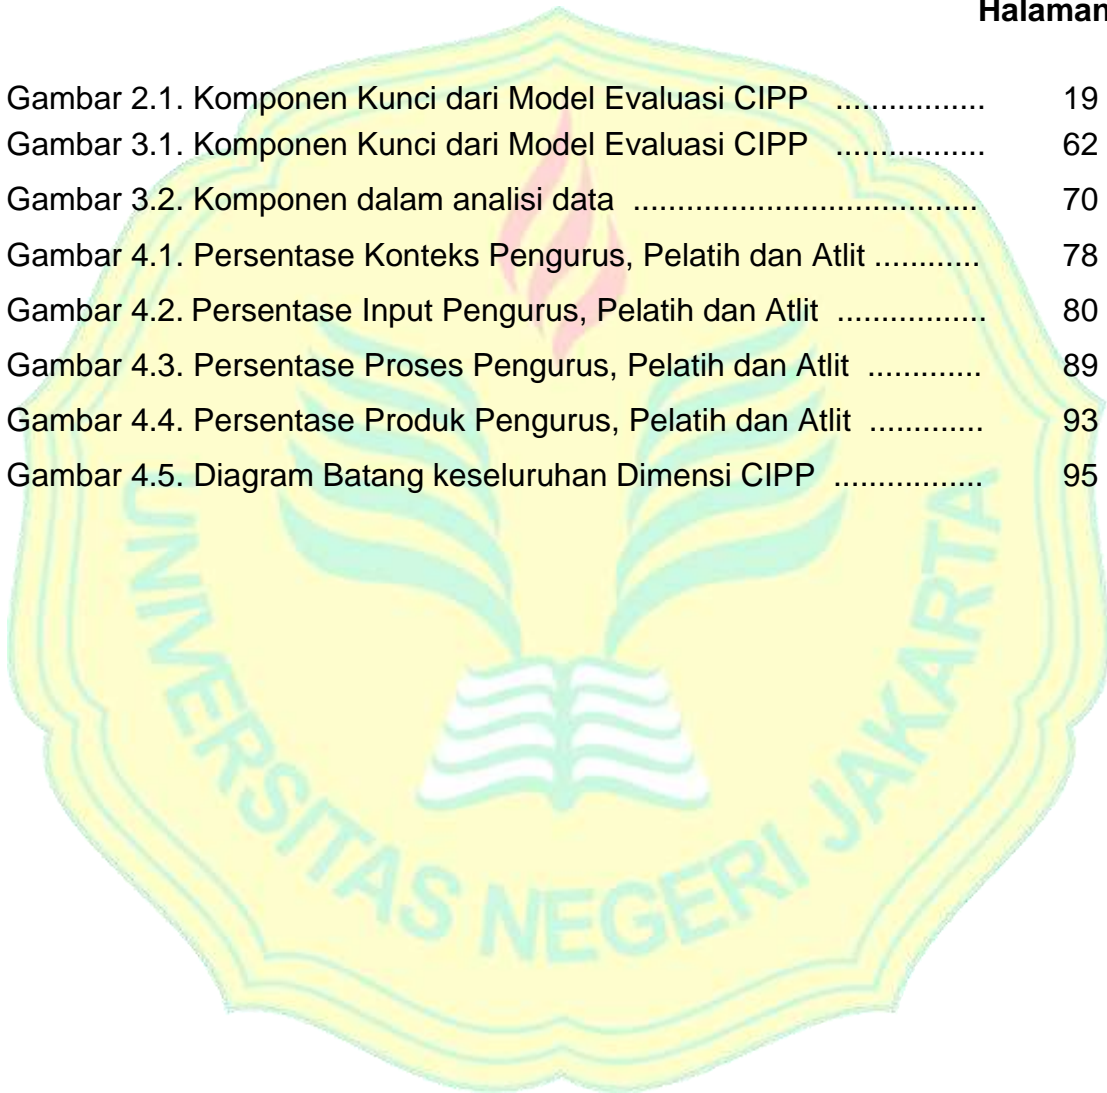 Halaman
Gambar 2.1. Komponen Kunci dari Model Evaluasi CIPP ................. 19
Gambar 3.1. Komponen Kunci dari Model Evaluasi CIPP ................. 62
Gambar 3.2. Komponen dalam analisi data ....................................... 70
Gambar 4.1. Persentase Konteks Pengurus, Pelatih dan Atlit ............ 78
Gambar 4.2. Persentase Input Pengurus, Pelatih dan Atlit ................. 80
Gambar 4.3. Persentase Proses Pengurus, Pelatih dan Atlit ............. 89
Gambar 4.4. Persentase Produk Pengurus, Pelatih dan Atlit ............. 93
Gambar 4.5. Diagram Batang keseluruhan Dimensi CIPP ................. 95
UNIVERSITAS NEGERI JAKARTA